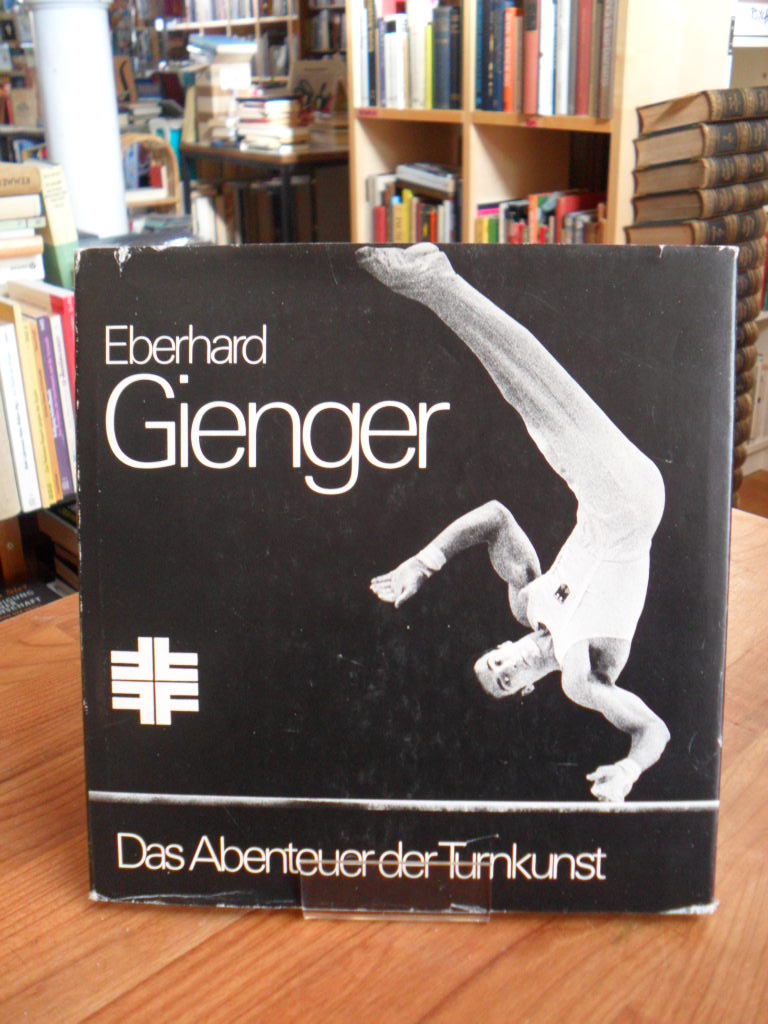 Eberhard
Gienger
Das Abenteuer der Turnkunst